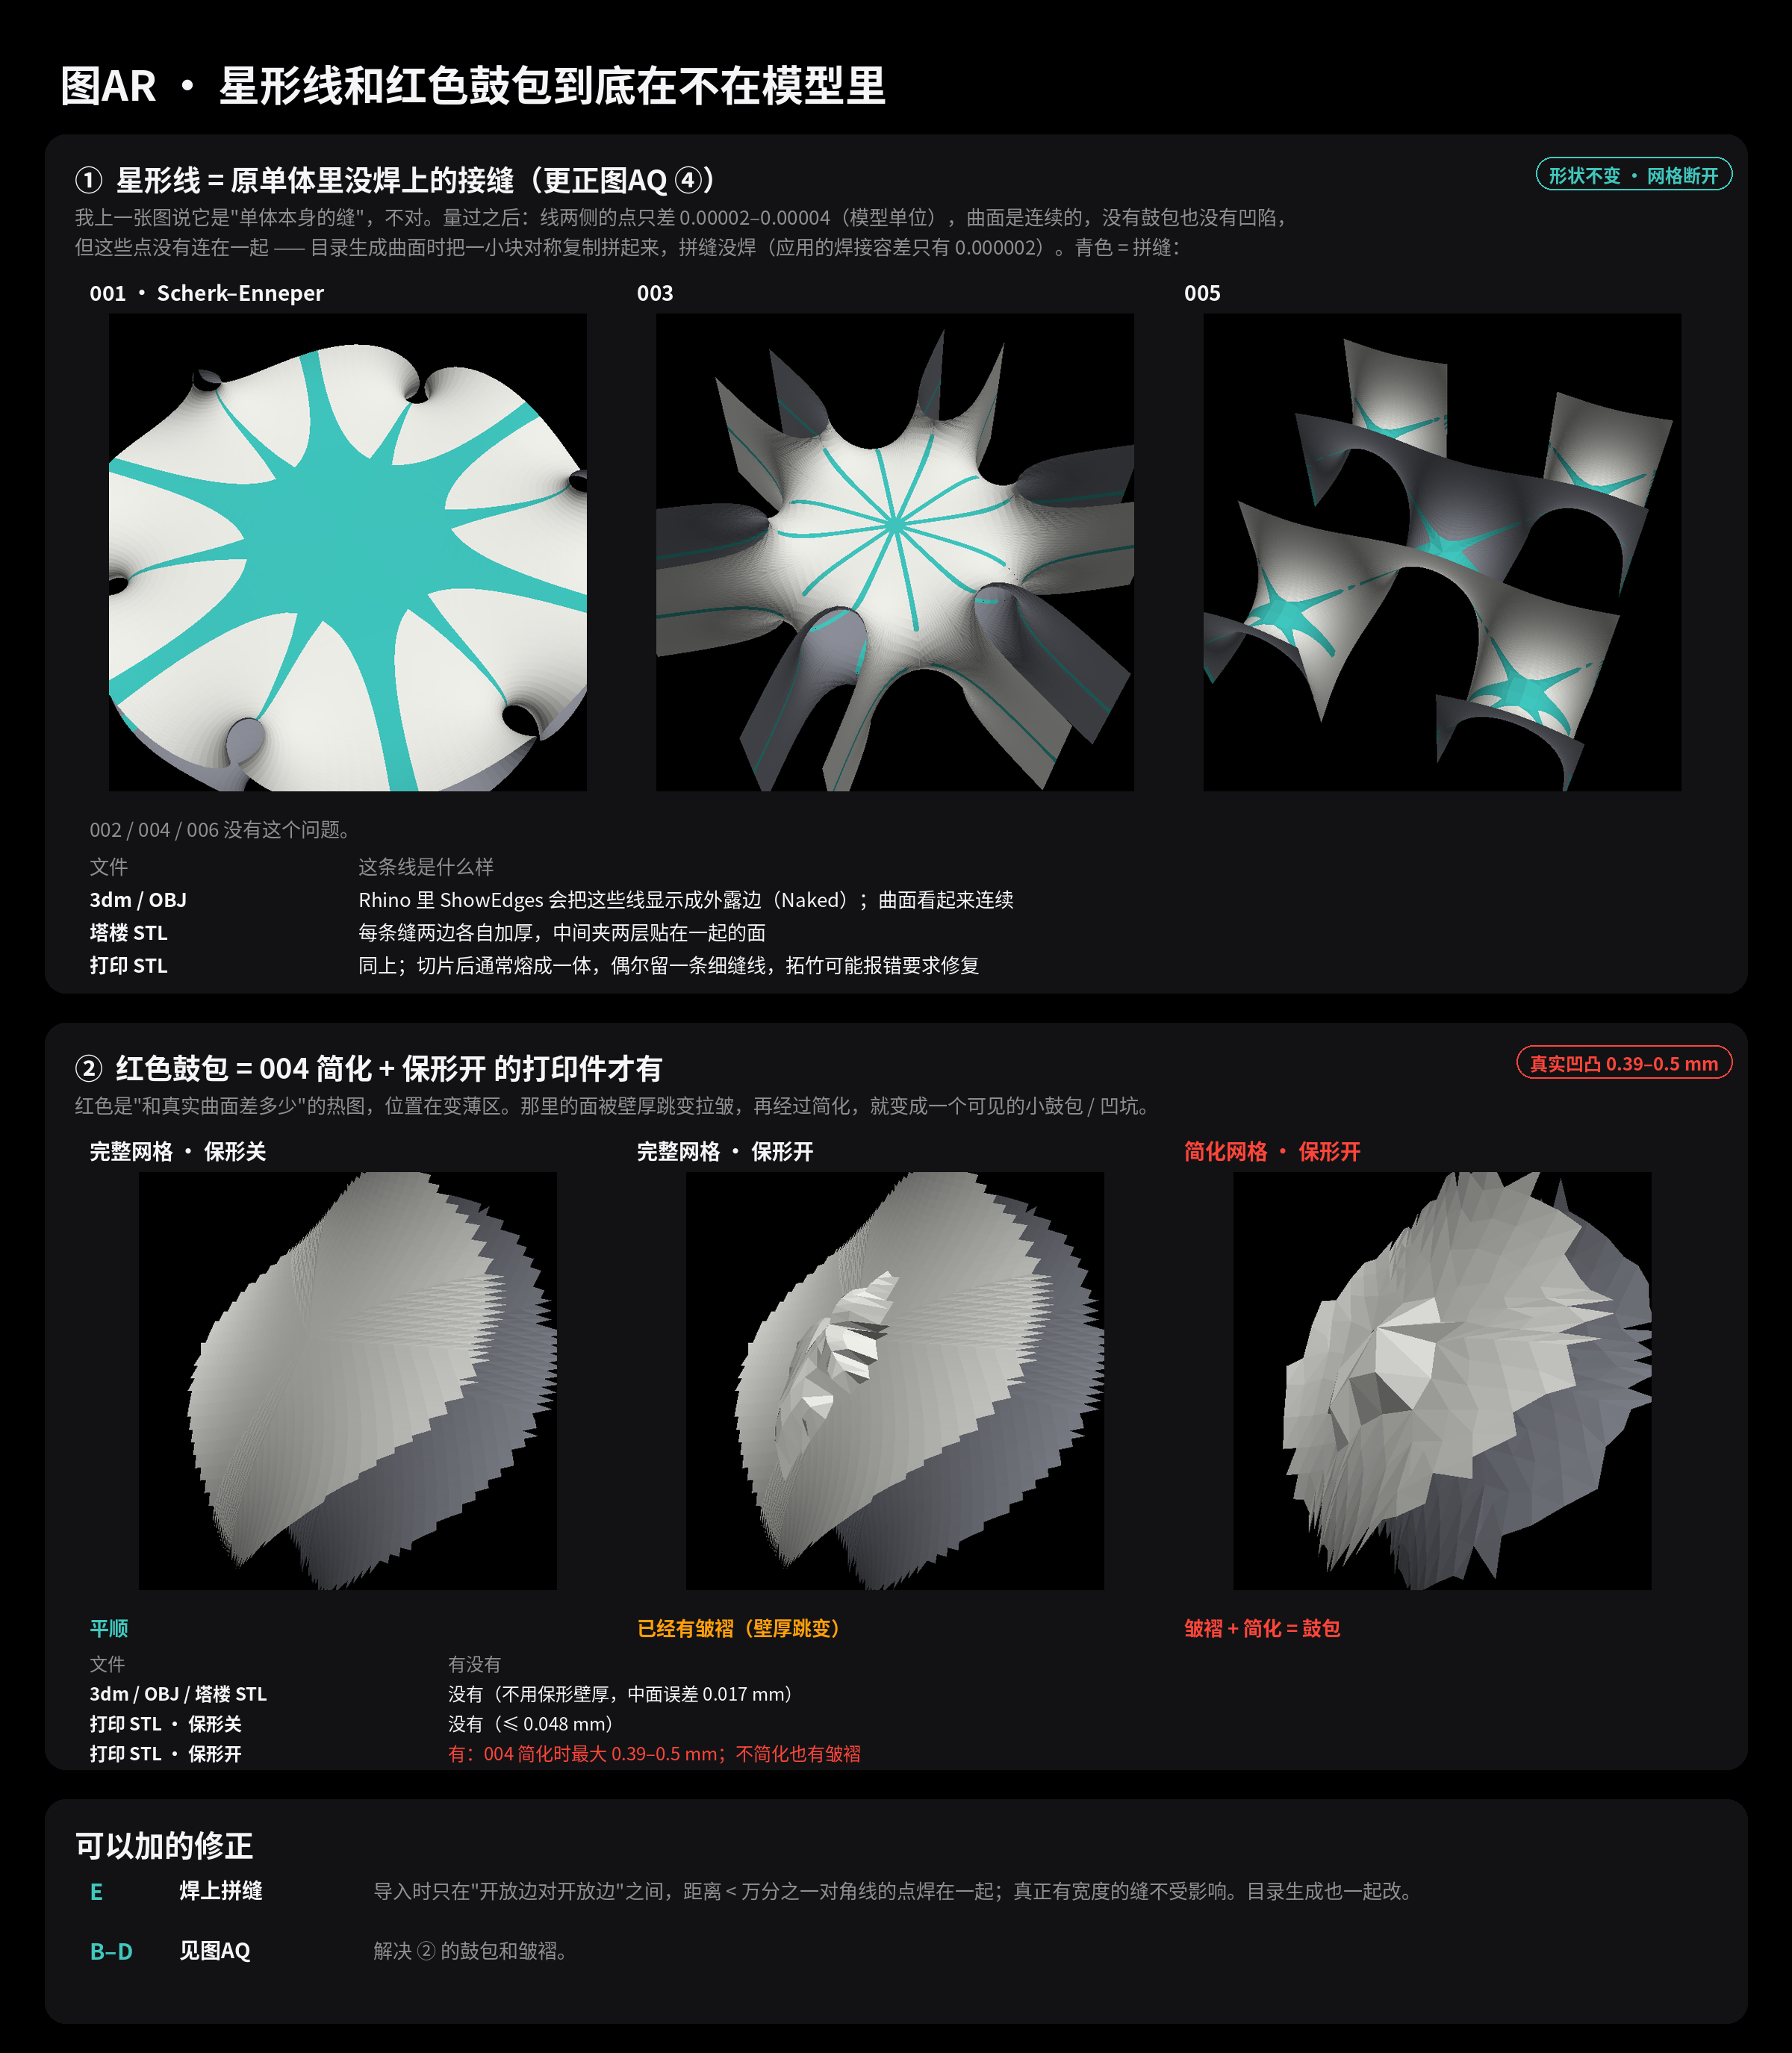 图AR · 星形线和红色鼓包到底在不在模型里
① 星形线 = 原单体里没焊上的接缝（更正图AQ ④）
形状不变 · 网格断开
我上一张图说它是"单体本身的缝"，不对。量过之后：线两侧的点只差 0.00002–0.00004（模型单位），曲面是连续的，没有鼓包也没有凹陷，
但这些点没有连在一起 —— 目录生成曲面时把一小块对称复制拼起来，拼缝没焊（应用的焊接容差只有 0.000002）。青色 = 拼缝：
001 · Scherk–Enneper
003
005
002 / 004 / 006 没有这个问题。
文件 这条线是什么样
3dm / OBJ Rhino 里 ShowEdges 会把这些线显示成外露边（Naked）；曲面看起来连续
塔楼 STL 每条缝两边各自加厚，中间夹两层贴在一起的面
打印 STL 同上；切片后通常熔成一体，偶尔留一条细缝线，拓竹可能报错要求修复
② 红色鼓包 = 004 简化 + 保形开 的打印件才有
真实凹凸 0.39–0.5 mm
红色是"和真实曲面差多少"的热图，位置在变薄区。那里的面被壁厚跳变拉皱，再经过简化，就变成一个可见的小鼓包 / 凹坑。
完整网格 · 保形关
完整网格 · 保形开
简化网格 · 保形开
平顺
已经有皱褶（壁厚跳变）
皱褶 + 简化 = 鼓包
文件 有没有
3dm / OBJ / 塔楼 STL 没有（不用保形壁厚，中面误差 0.017 mm）
打印 STL · 保形关 没有（≤ 0.048 mm）
打印 STL · 保形开 有：004 简化时最大 0.39–0.5 mm；不简化也有皱褶
可以加的修正
E 焊上拼缝 导入时只在"开放边对开放边"之间，距离 < 万分之一对角线的点焊在一起；真正有宽度的缝不受影响。目录生成也一起改。
B–D 见图AQ 解决 ② 的鼓包和皱褶。